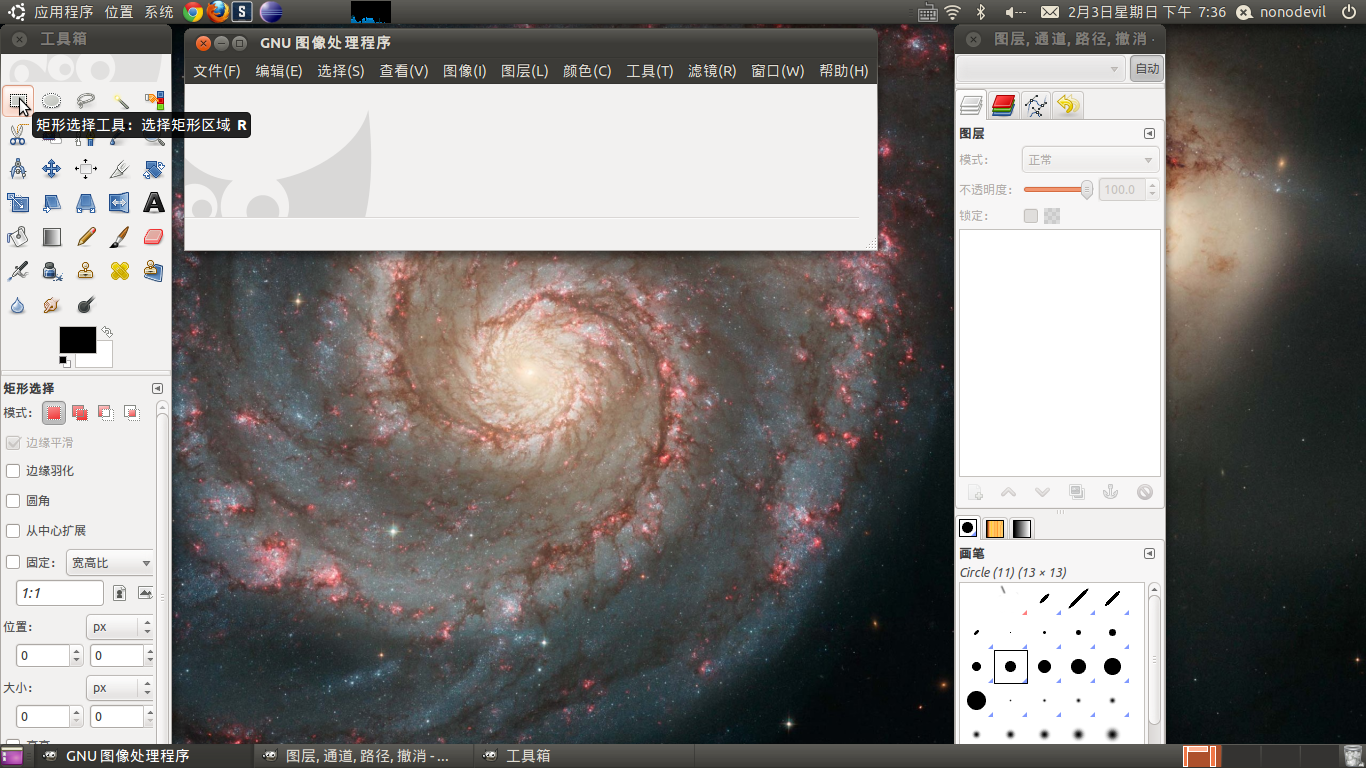 应用程序 位置 系统
2月3日星期日 下午 7:36 nonodevil
工具箱
GNU 图像处理程序
图层, 通道, 路径, 撤消 -
文件(F) 编辑(E) 选择(S) 查看(V) 图像(I) 图层(L) 颜色(C) 工具(T) 滤镜(R) 窗口(W) 帮助(H)
自动
矩形选择工具：选择矩形区域 R
图层
模式：
正常
不透明度：
100.0
锁定：
矩形选择
模式：
边缘平滑
边缘羽化
圆角
从中心扩展
固定：
宽高比
1:1
位置：
px
0
0
大小：
px
0
0
画笔
Circle (11) (13 × 13)
GNU 图像处理程序
图层, 通道, 路径, 撤消 -...
工具箱